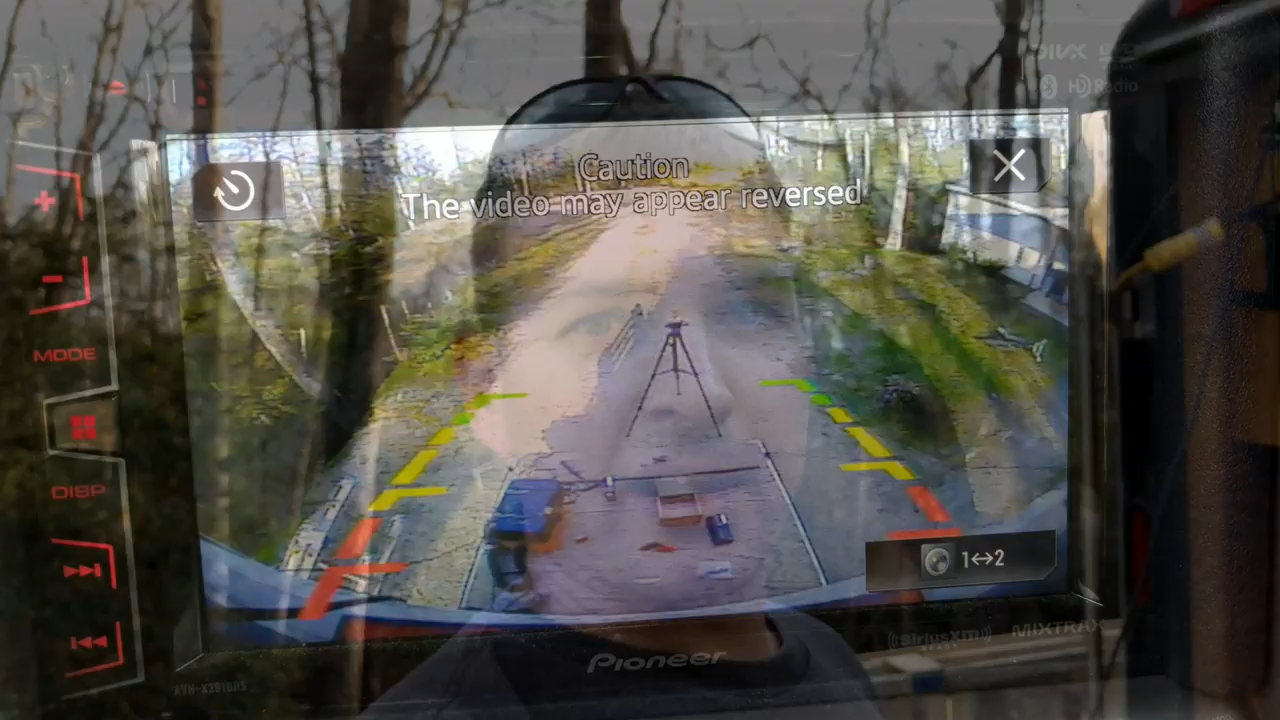 DIVX
HD Radio
Caution
The video may appear reversed
MODE
DISP
1↔2
SiriusXM
MIXTRAX
Pioneer